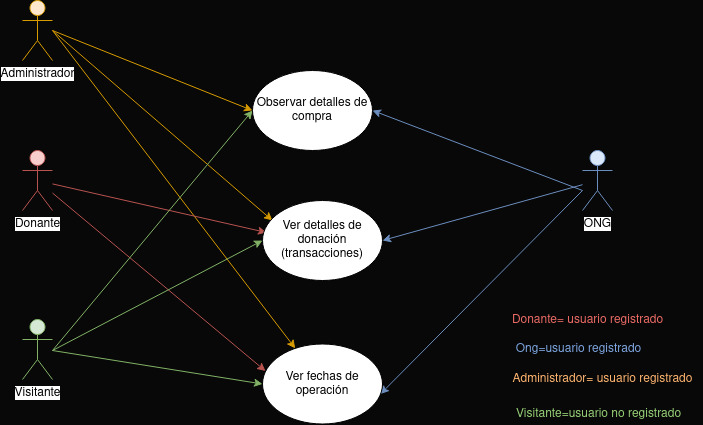 Administrador
Observar detalles de
compra
Donante
ONG
Ver detalles de
donación
(transacciones)
Donante= usuario registrado
Ong=usuario registrado
Ver fechas de
operación
Administrador= usuario registrado
Visitante
Visitante=usuario no registrado